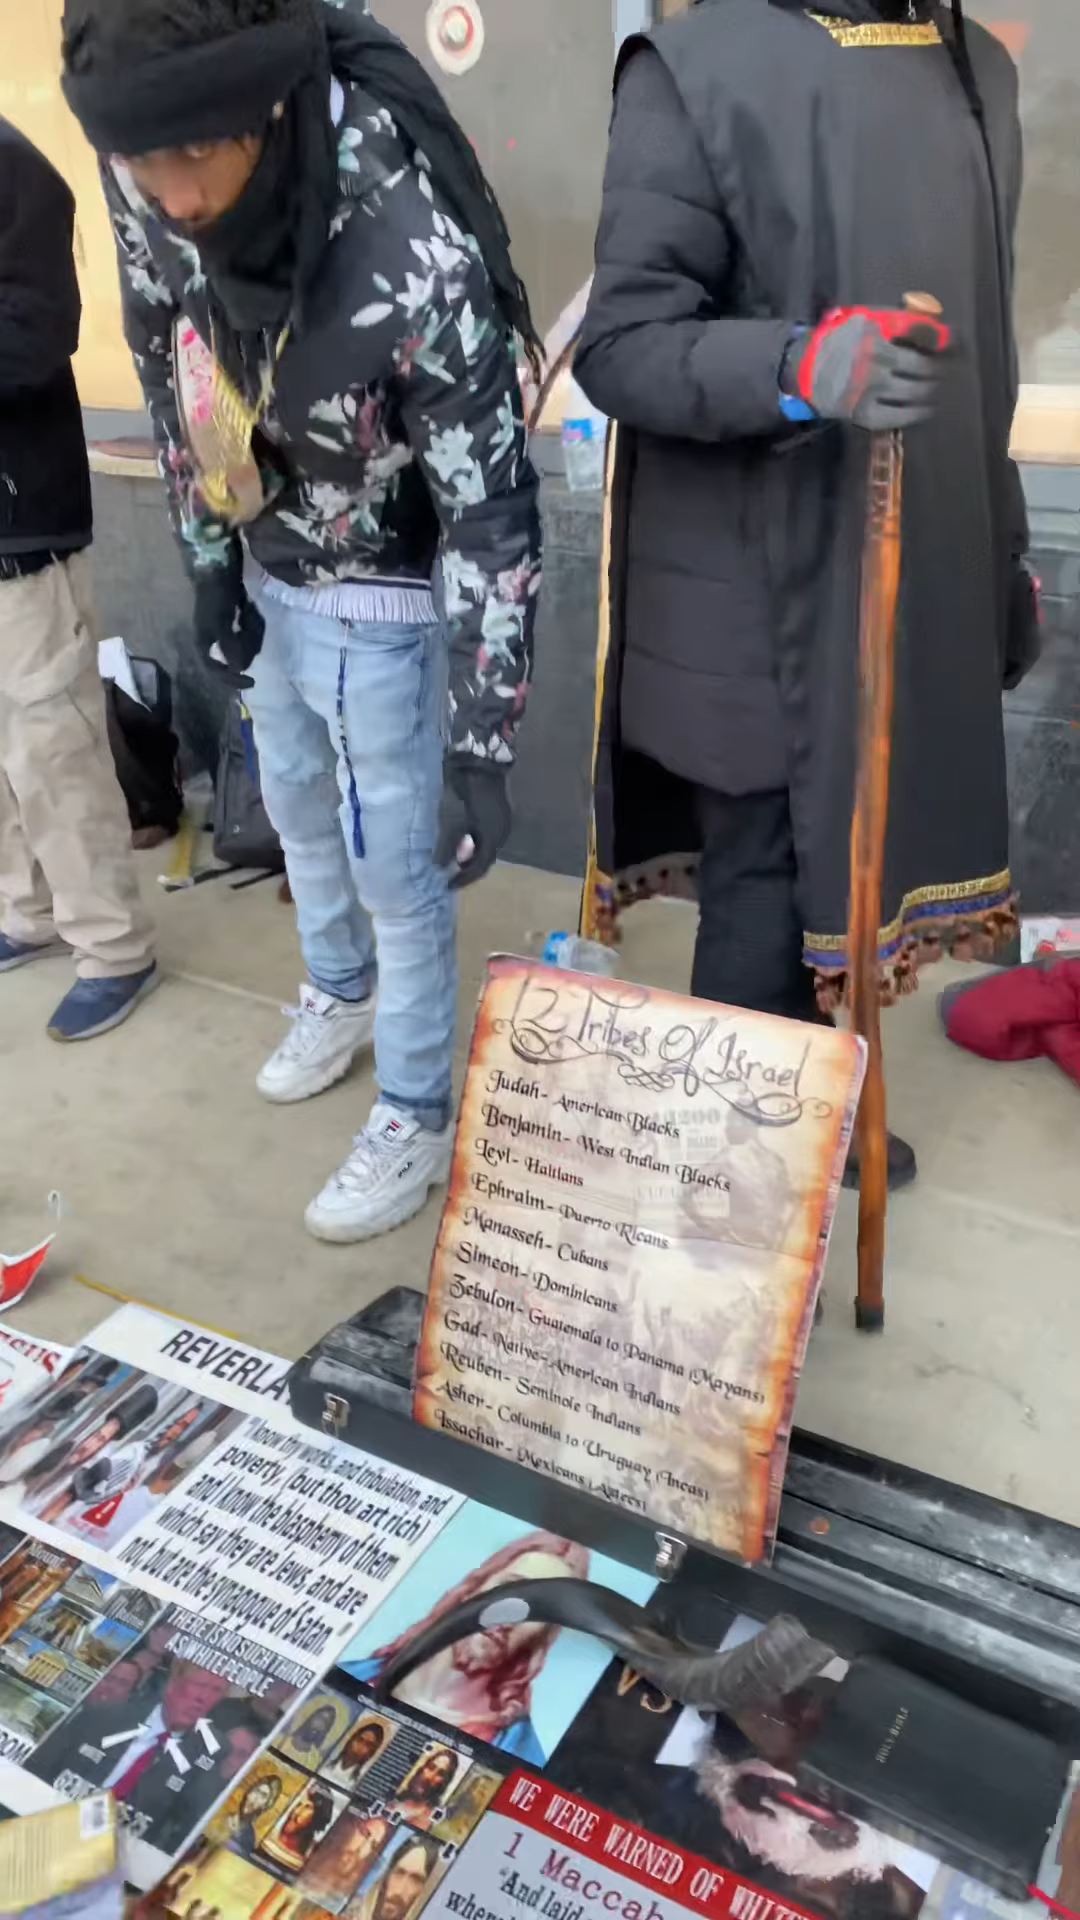 12 Tribes Of Israel
Judah - American Blacks
Benjamin - West Indian Blacks
Levi - Haitians
Ephraim - Puerto Ricans
Manasseh - Cubans
Simeon - Dominicans
Zebulon - Guatemala to Panama (Mayans)
Gad - Native-American Indians
Reuben - Seminole Indians
Asher - Columbia to Uruguay (Incas)
Issachar - Mexicans (Aztecs)
FILA
REVERLA
"I know thy works, and tribulation, and
poverty, (but thou art rich)
and I know the blasphemy of them
which say they are Jews, and are
not, but are the synagogue of Satan.
THERE IS NO SUCH THING
AS WHITE PEOPLE
VS
HOLY BIBLE
WE WERE WARNED OF
1 Maccab
"And laid